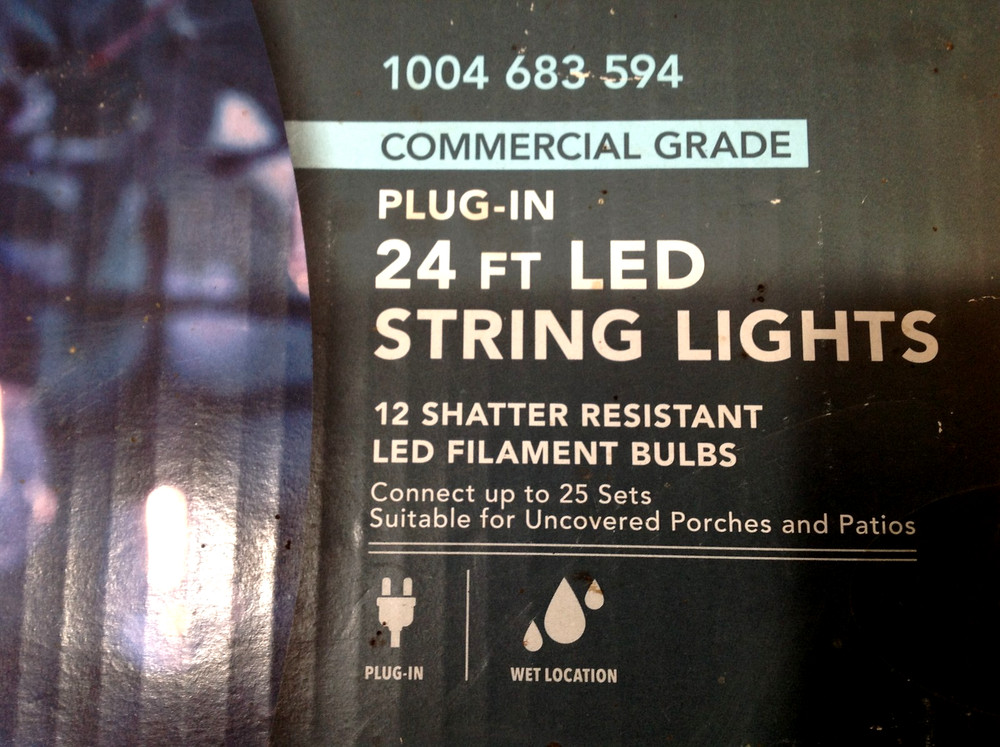 1004 683 594
COMMERCIAL GRADE
PLUG-IN
24 FT LED
STRING LIGHTS
12 SHATTER RESISTANT
LED FILAMENT BULBS
Connect up to 25 Sets
Suitable for Uncovered Porches and Patios
PLUG-IN
WET LOCATION